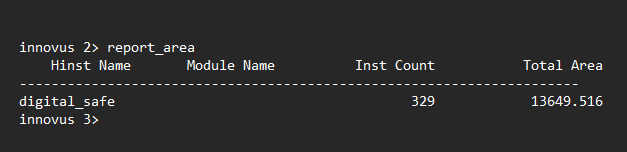 innovus 2> report_area
Hinst Name Module Name Inst Count Total Area
----------------------------------------------------------------------
digital_safe 329 13649.516
innovus 3>